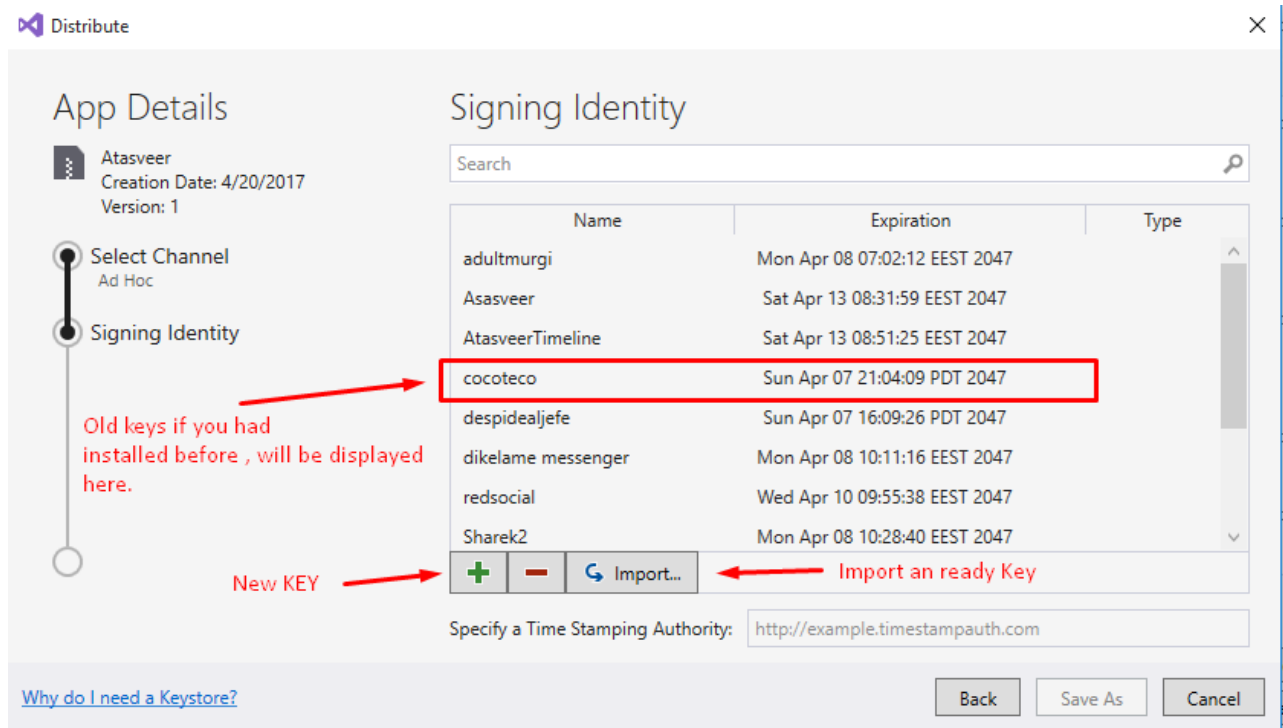 Distribute
App Details
Atasveer
Creation Date: 4/20/2017
Version: 1
Select Channel
Ad Hoc
Signing Identity
Old keys if you had
installed before , will be displayed
here.
New KEY
Signing Identity
Search
Name Expiration Type
adultmurgi Mon Apr 08 07:02:12 EEST 2047
Asasveer Sat Apr 13 08:31:59 EEST 2047
AtasveerTimeline Sat Apr 13 08:51:25 EEST 2047
cocoteco Sun Apr 07 21:04:09 PDT 2047
despidealjefe Sun Apr 07 16:09:26 PDT 2047
dikelame messenger Mon Apr 08 10:11:16 EEST 2047
redsocial Wed Apr 10 09:55:38 EEST 2047
Sharek2 Mon Apr 08 10:28:40 EEST 2047
Import...
Import an ready Key
Specify a Time Stamping Authority: http://example.timestampauth.com
Why do I need a Keystore?
Back Save As Cancel